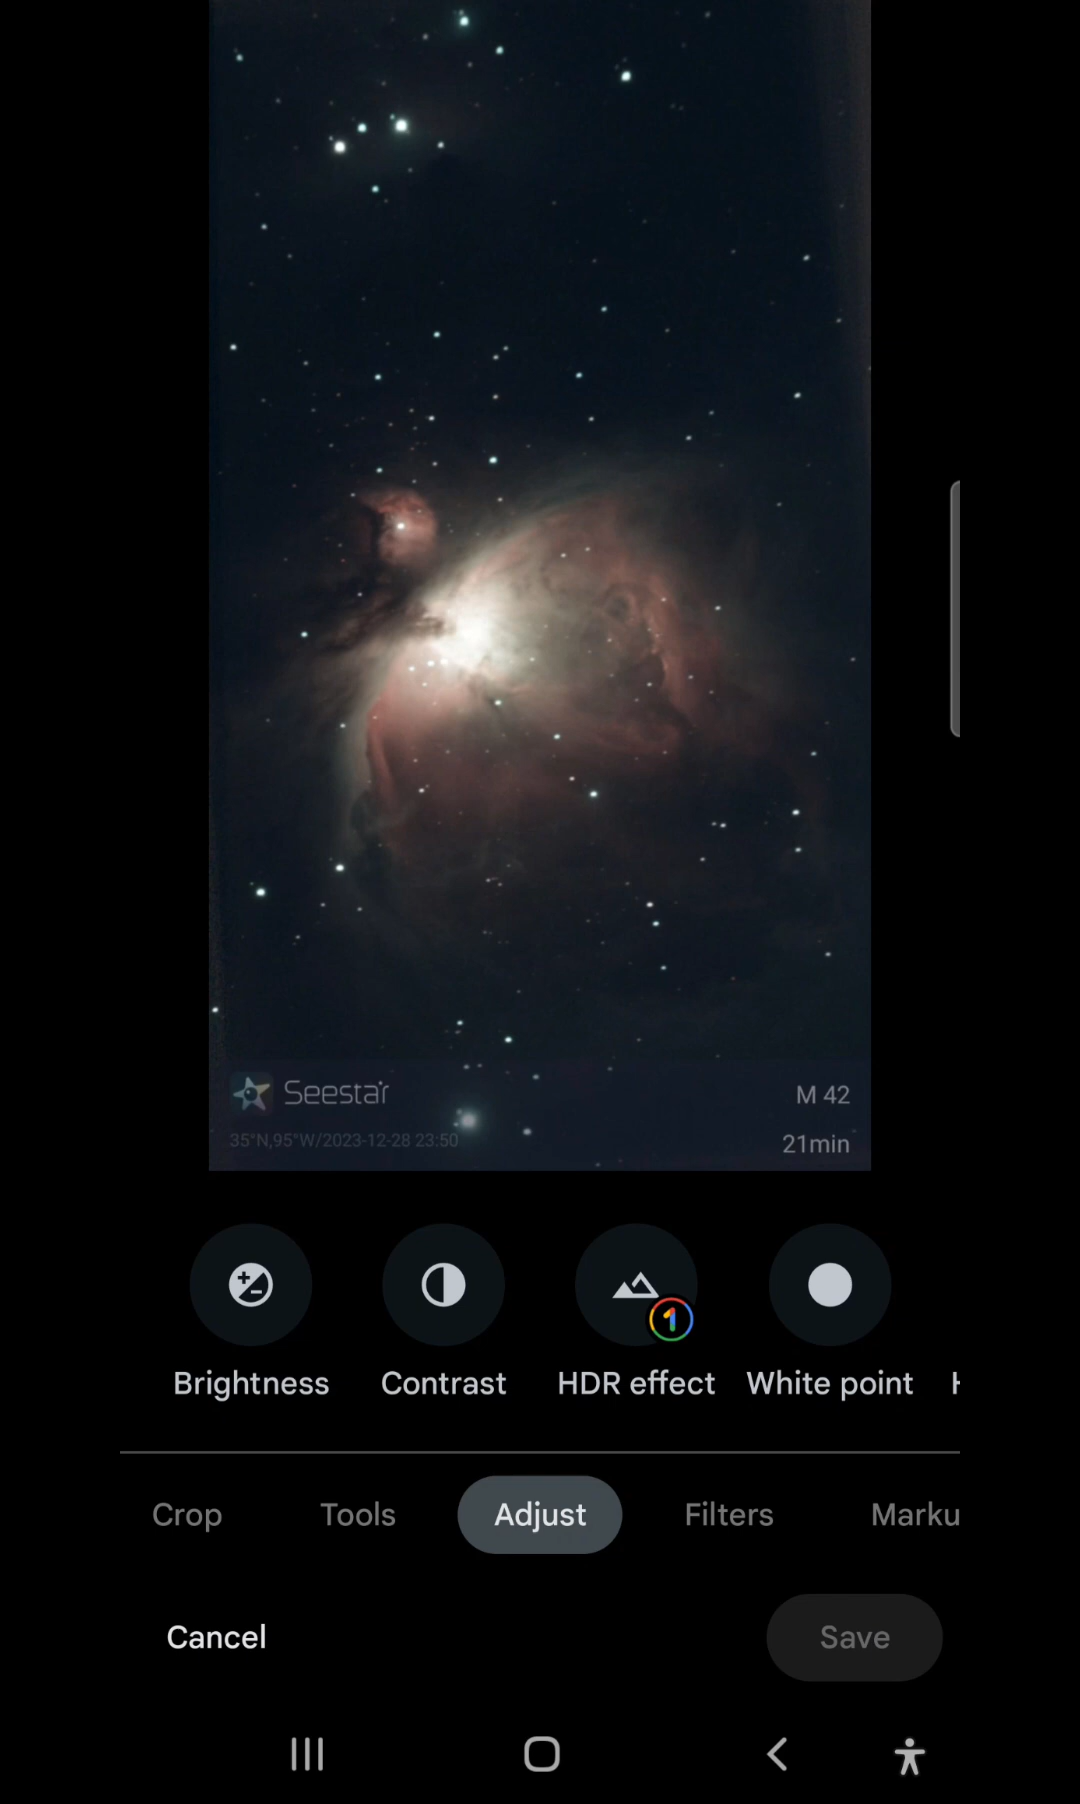 Seestar
M 42
35°N,95°W/2023-12-28 23:50
21min
Brightness
Contrast
HDR effect
White point
Crop
Tools
Adjust
Filters
Marku
Cancel
Save